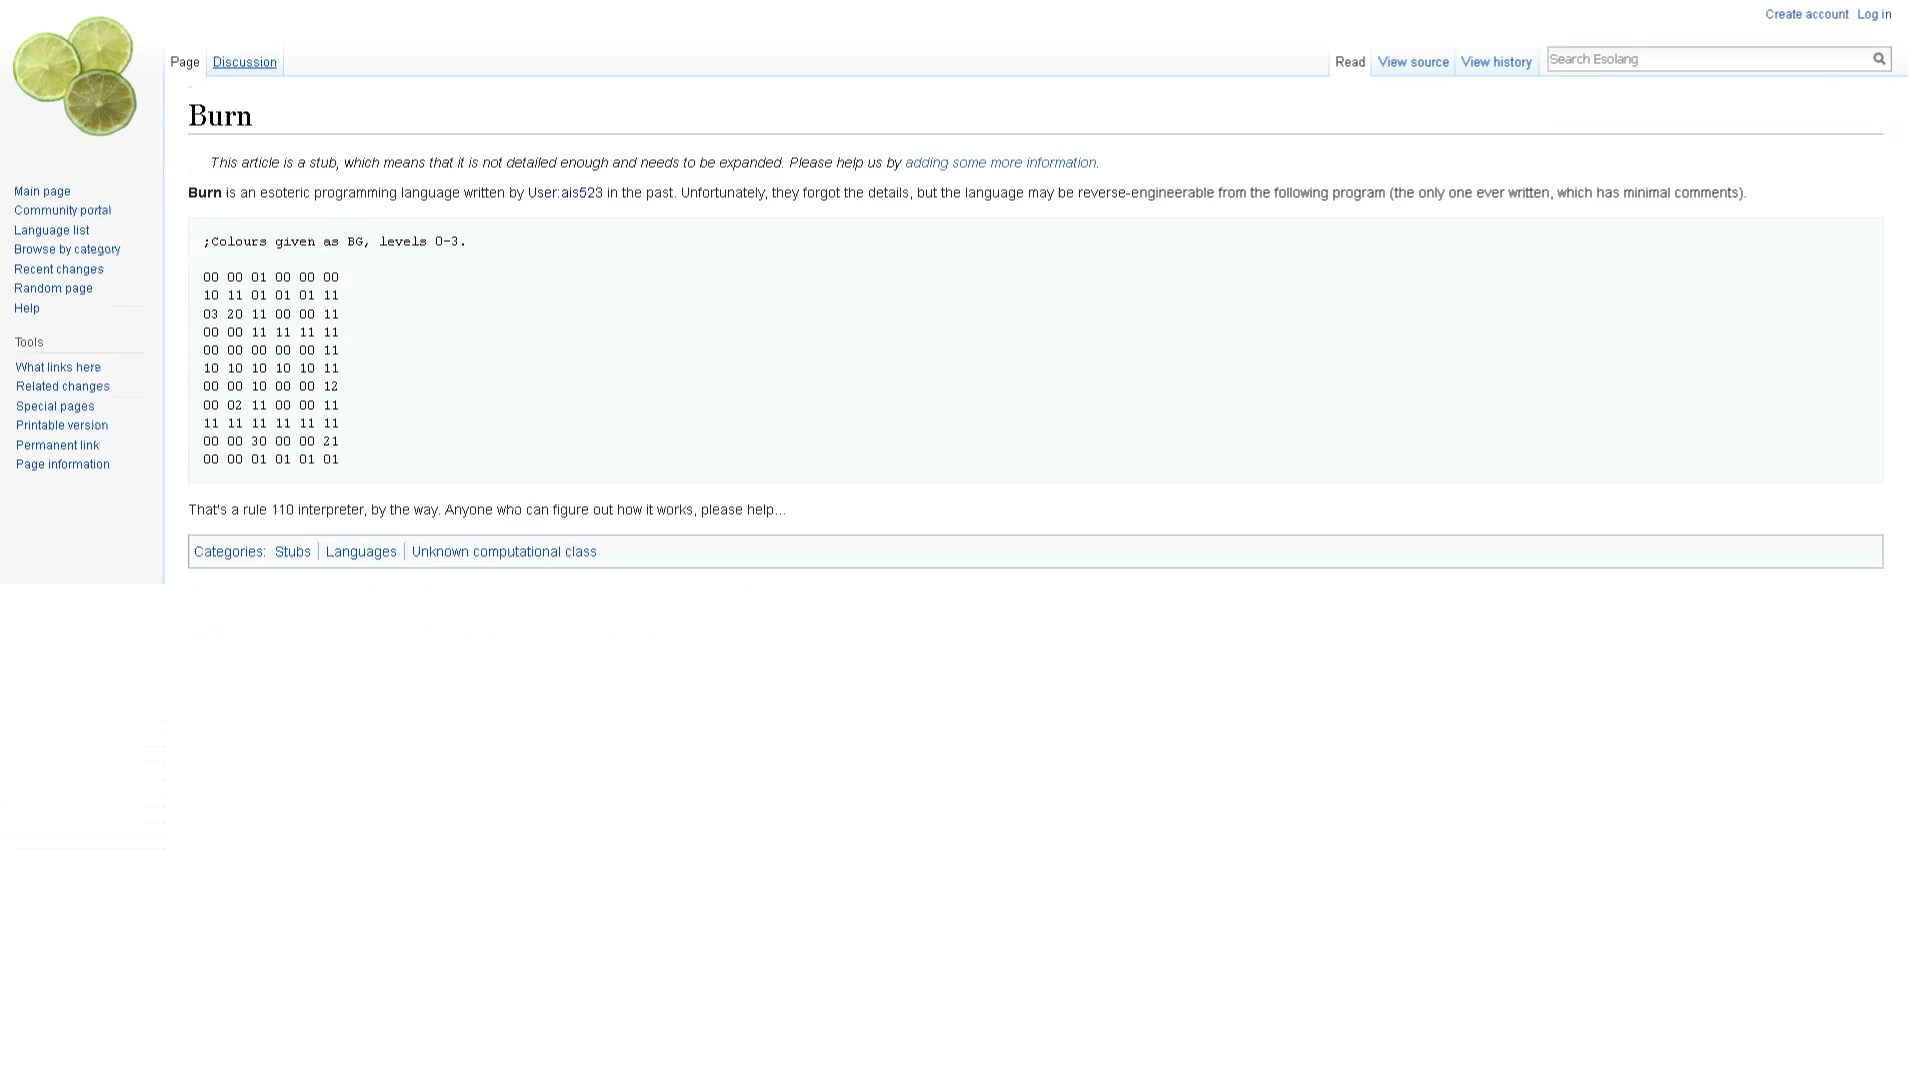 Create account Log in
Page Discussion Read View source View history Search Esolang
Burn
This article is a stub, which means that it is not detailed enough and needs to be expanded. Please help us by adding some more information.
Burn is an esoteric programming language written by User:ais523 in the past. Unfortunately, they forgot the details, but the language may be reverse-engineerable from the following program (the only one ever written, which has minimal comments).
;Colours given as BG, levels 0-3.
00 00 01 00 00 00
10 11 01 01 01 11
03 20 11 00 00 11
00 00 11 11 11 11
00 00 00 00 00 11
10 10 10 10 10 11
00 00 10 00 00 12
00 02 11 00 00 11
11 11 11 11 11 11
00 00 30 00 00 21
00 00 01 01 01 01
That's a rule 110 interpreter, by the way. Anyone who can figure out how it works, please help...
Categories: Stubs Languages Unknown computational class
Main page
Community portal
Language list
Browse by category
Recent changes
Random page
Help
Tools
What links here
Related changes
Special pages
Printable version
Permanent link
Page information